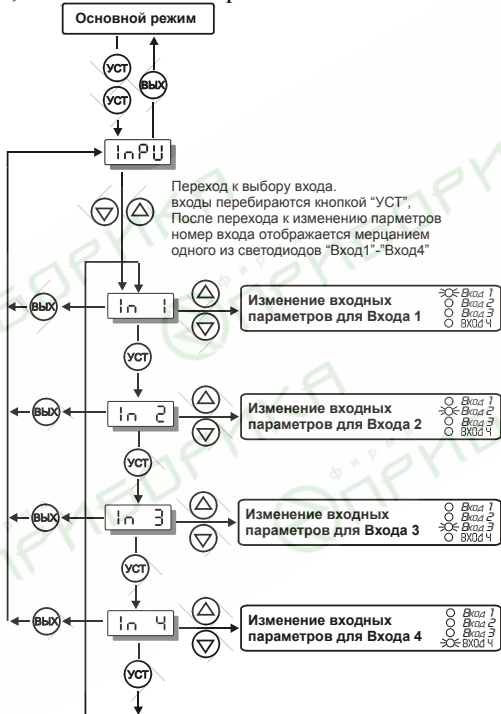 Основной режим
УСТ
УСТ
ВЫХ
InPU
Переход к выбору входа.
входы перебираются кнопкой “УСТ”,
После перехода к изменению парметров
номер входа отображается мерцанием
одного из светодиодов “Вход1”-”Вход4”
ВЫХ
In 1
Изменение входных
параметров для Входа 1
Вход 1
Вход 2
Вход 3
ВХОд 4
УСТ
ВЫХ
In 2
Изменение входных
параметров для Входа 2
Вход 1
Вход 2
Вход 3
ВХОд 4
УСТ
ВЫХ
In 3
Изменение входных
параметров для Входа 3
Вход 1
Вход 2
Вход 3
ВХОд 4
УСТ
ВЫХ
In 4
Изменение входных
параметров для Входа 4
Вход 1
Вход 2
Вход 3
ВХОд 4
УСТ